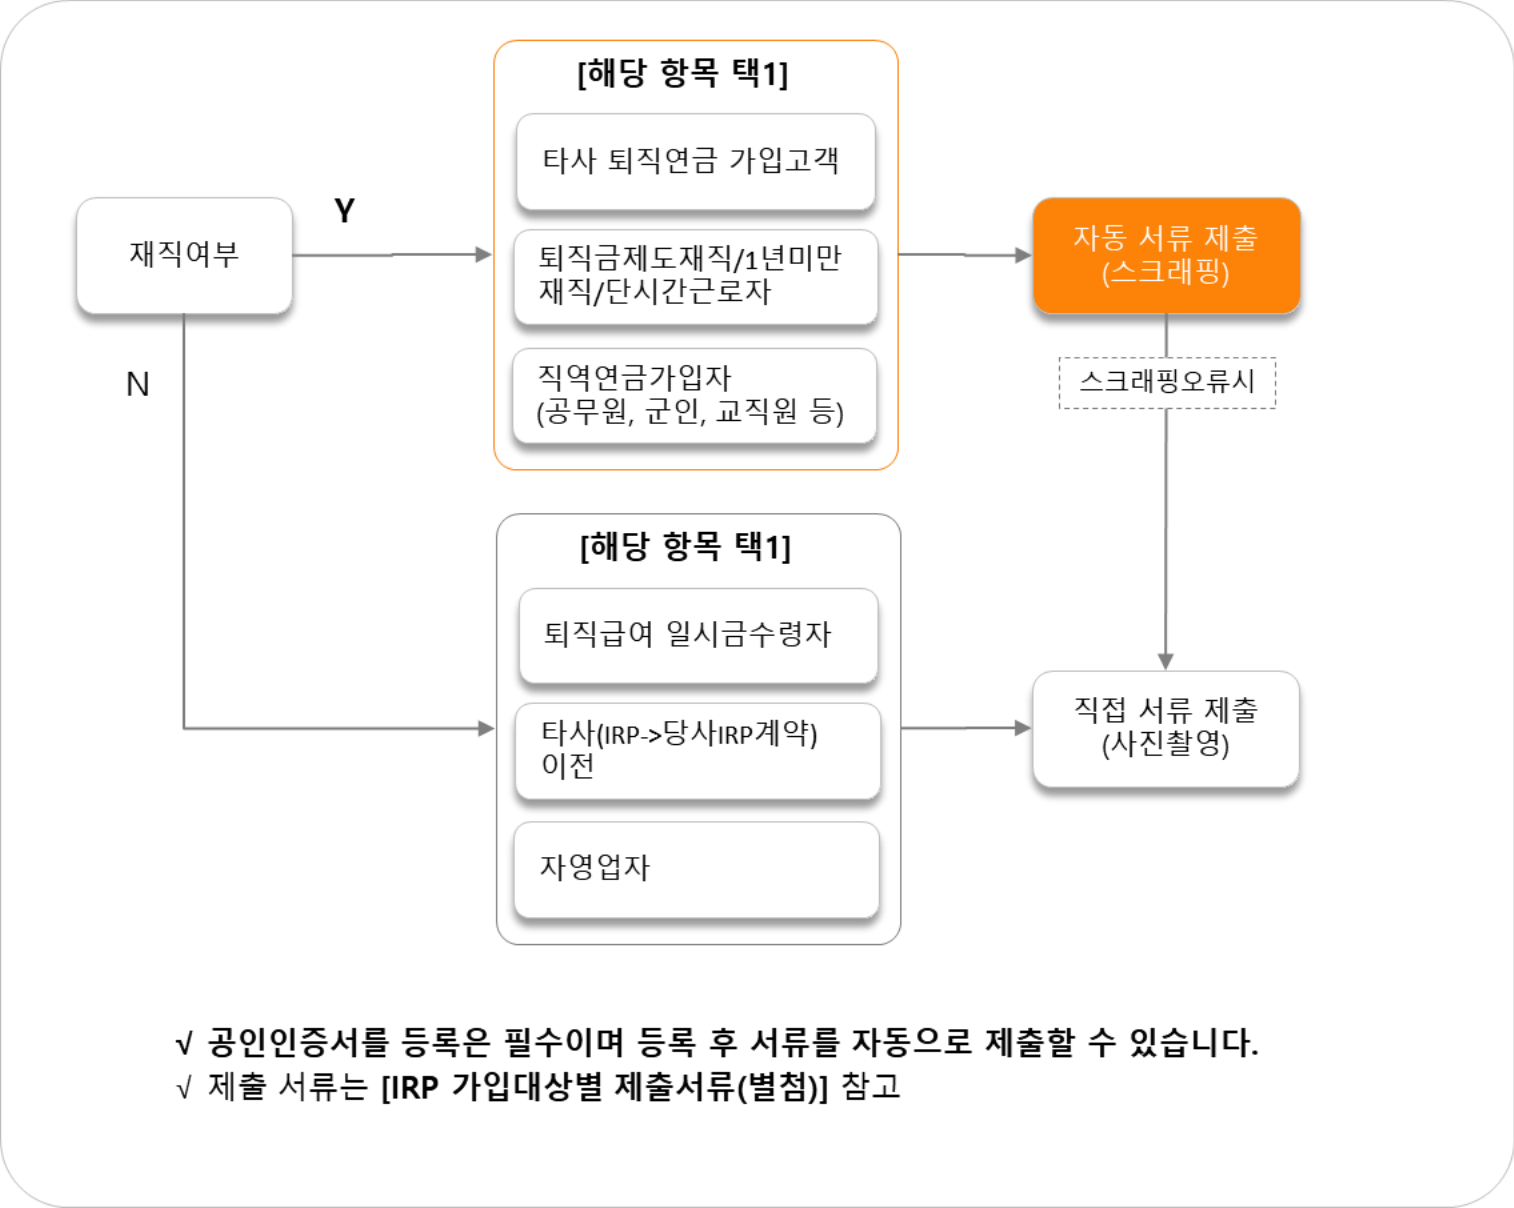 [해당 항목 택1]
타사 퇴직연금 가입고객
재직여부
Y
퇴직금제도재직/1년미만
재직/단시간근로자
자동 서류 제출
(스크래핑)
N
직역연금가입자
(공무원, 군인, 교직원 등)
스크래핑오류시
[해당 항목 택1]
퇴직급여 일시금수령자
타사(IRP->당사IRP계약)
이전
직접 서류 제출
(사진촬영)
자영업자
√ 공인인증서를 등록은 필수이며 등록 후 서류를 자동으로 제출할 수 있습니다.
√ 제출 서류는 [IRP 가입대상별 제출서류(별첨)] 참고